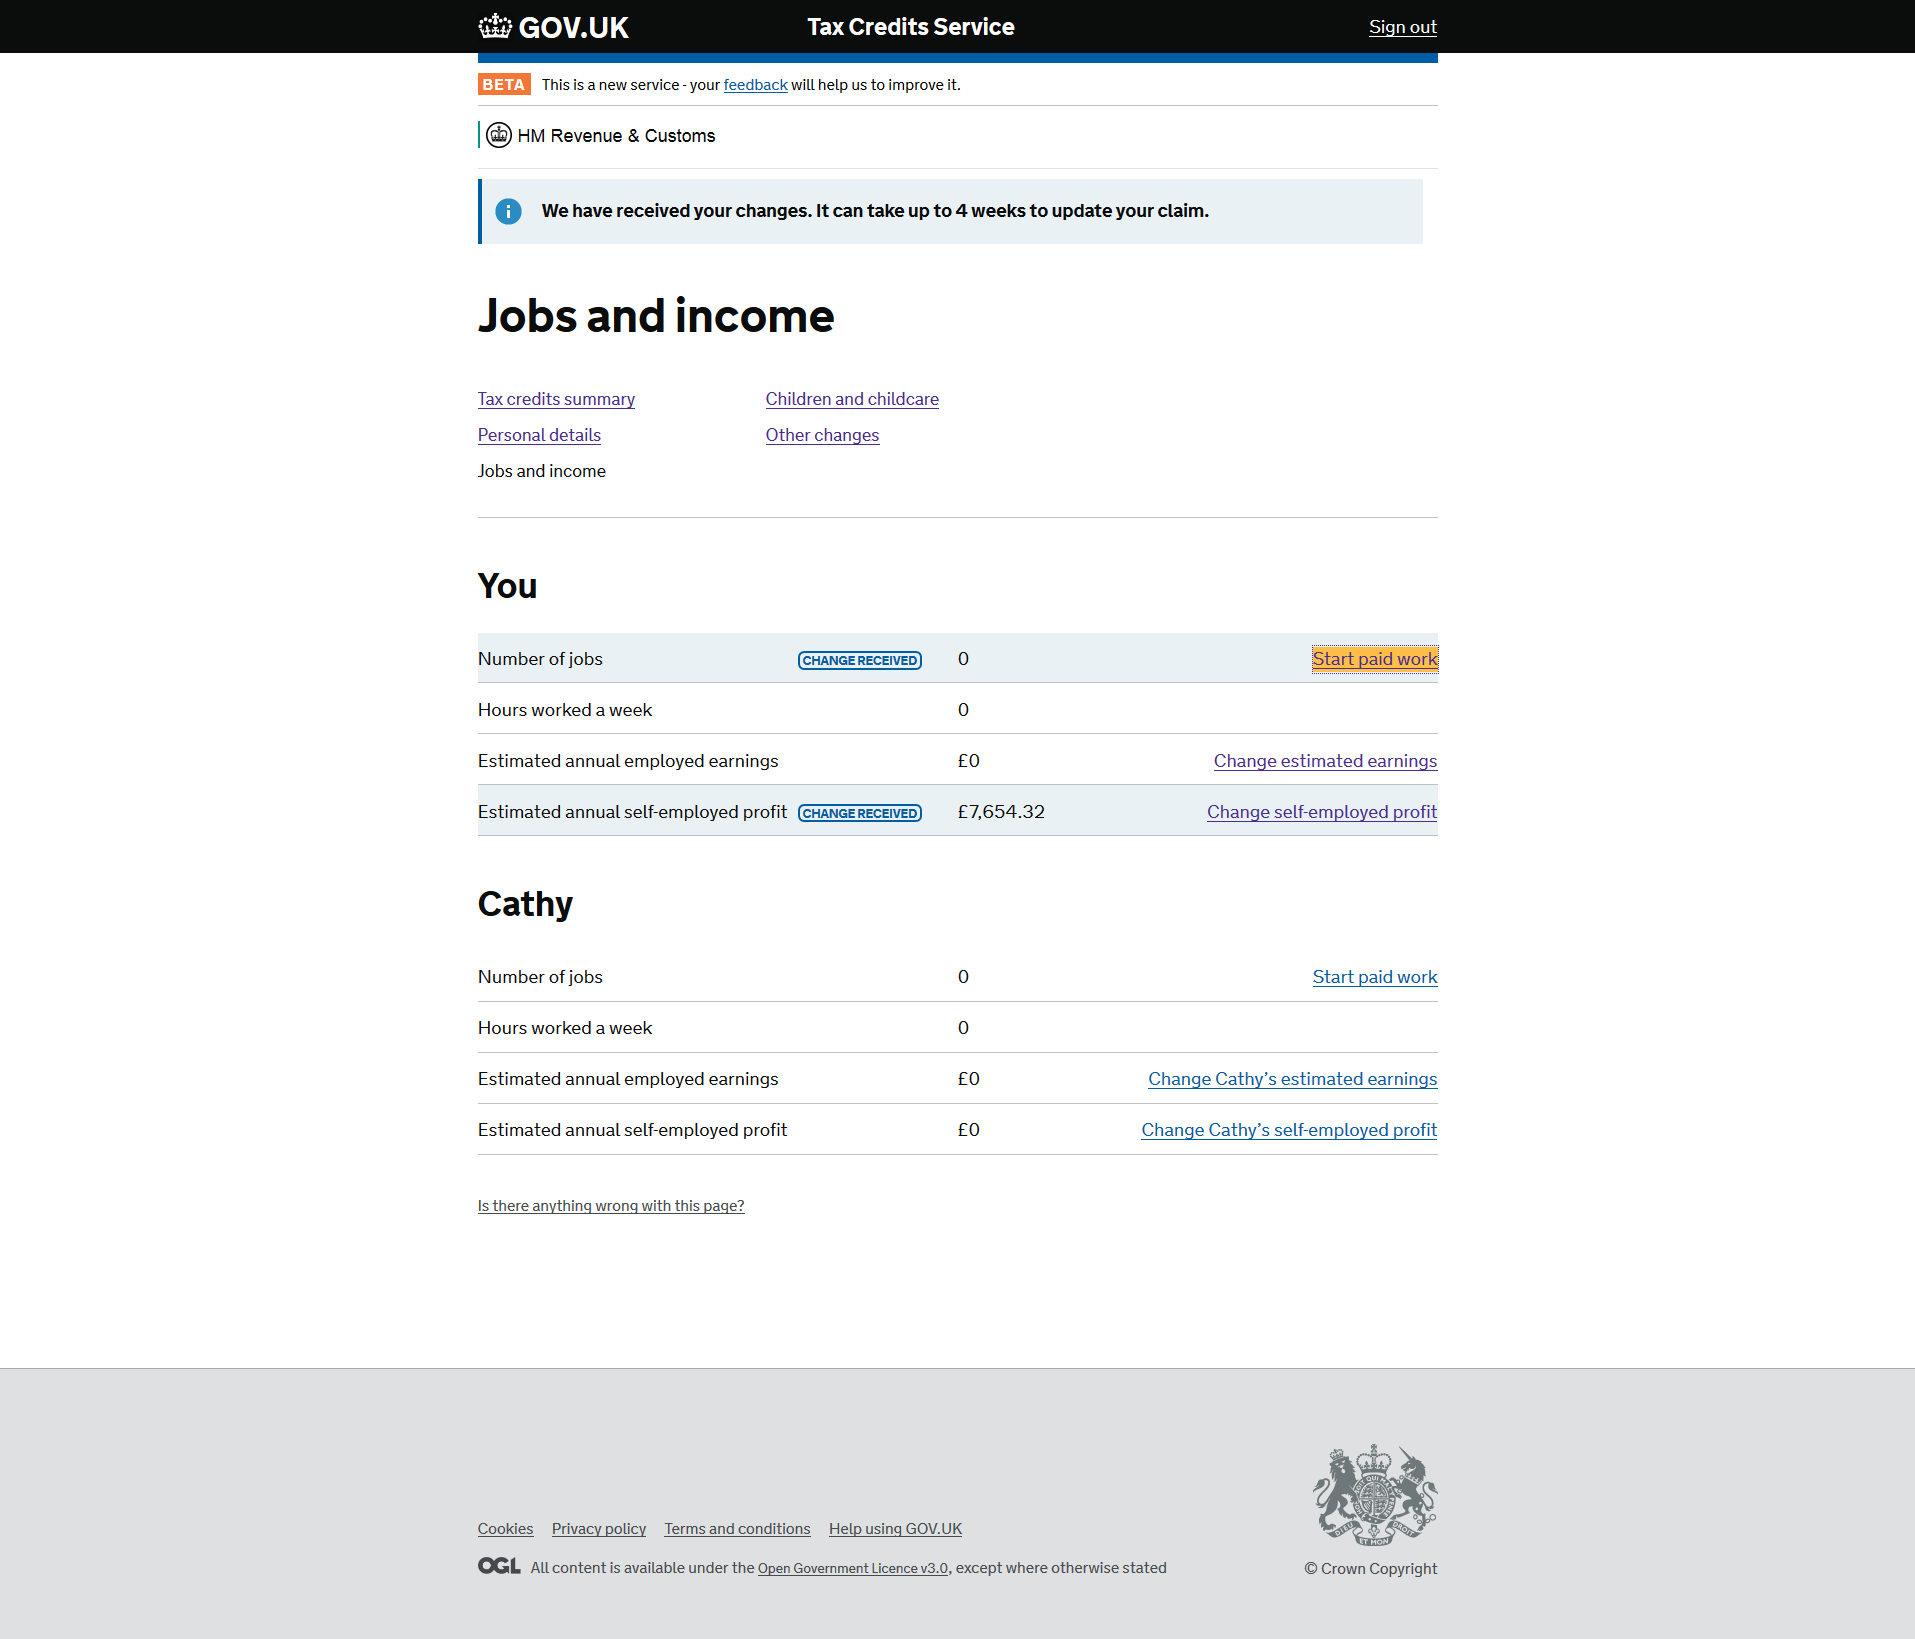 GOV.UK Tax Credits Service Sign out
BETA This is a new service - your feedback will help us to improve it.
HM Revenue & Customs
We have received your changes. It can take up to 4 weeks to update your claim.
Jobs and income
Tax credits summary Children and childcare
Personal details Other changes
Jobs and income
You
Number of jobs CHANGE RECEIVED 0 Start paid work
Hours worked a week 0
Estimated annual employed earnings £0 Change estimated earnings
Estimated annual self-employed profit CHANGE RECEIVED £7,654.32 Change self-employed profit
Cathy
Number of jobs 0 Start paid work
Hours worked a week 0
Estimated annual employed earnings £0 Change Cathy’s estimated earnings
Estimated annual self-employed profit £0 Change Cathy’s self-employed profit
Is there anything wrong with this page?
Cookies Privacy policy Terms and conditions Help using GOV.UK
OGL All content is available under the Open Government Licence v3.0, except where otherwise stated
© Crown Copyright